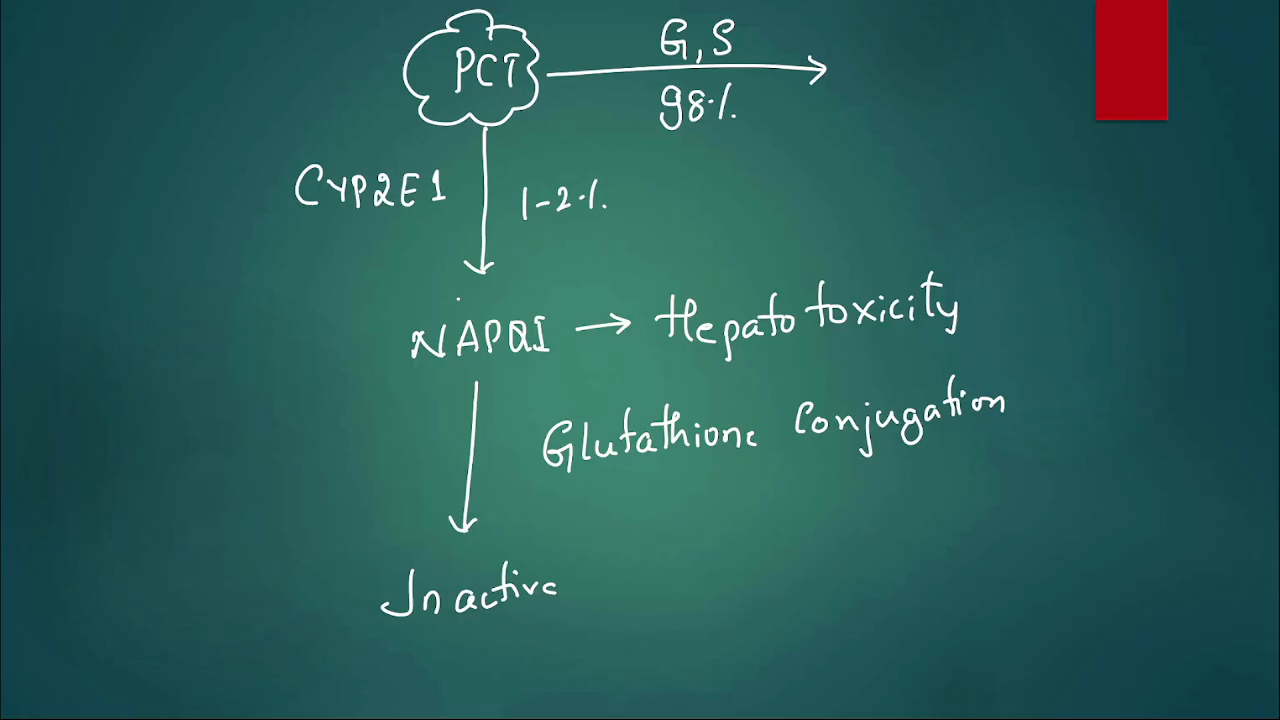 PCT
G, S
98%
CYP2E1
1-2%
NAPQI → Hepatotoxicity
Glutathione Conjugation
Inactive